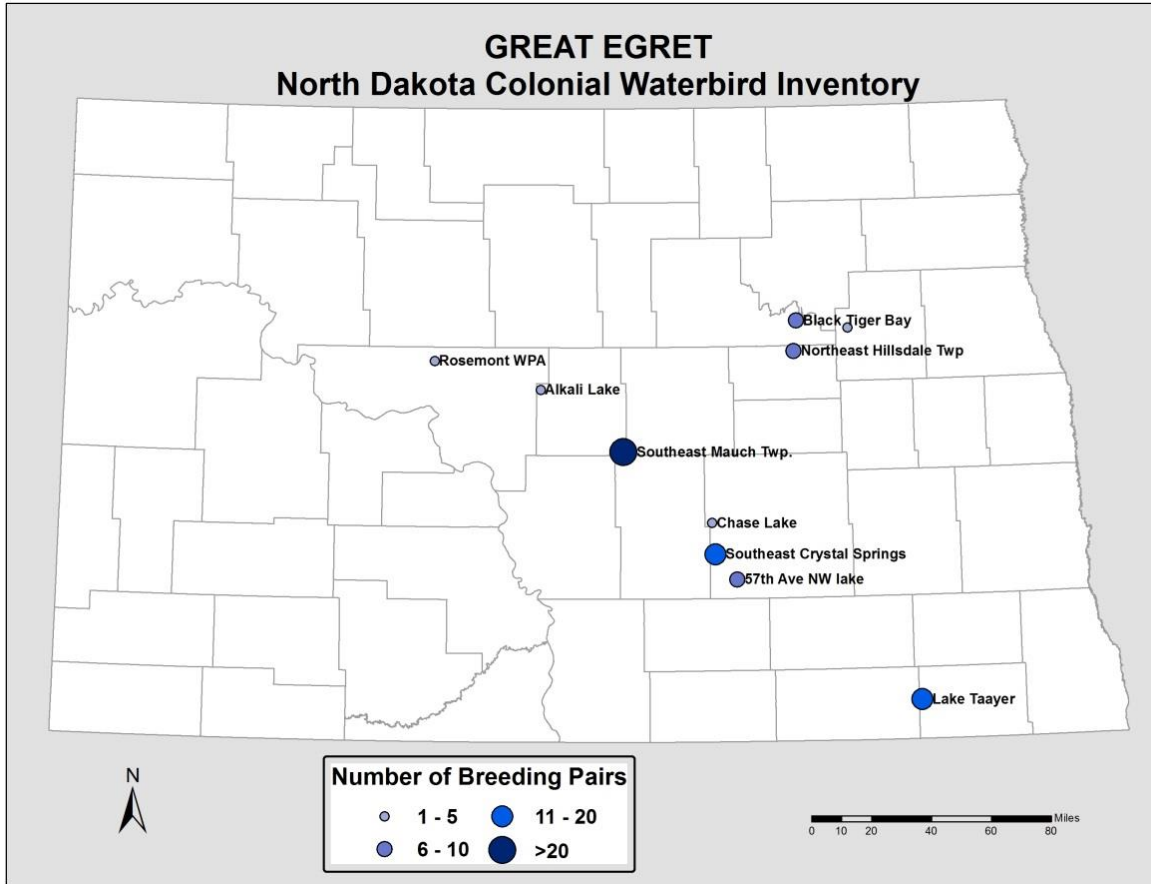 GREAT EGRET
North Dakota Colonial Waterbird Inventory
Black Tiger Bay
Northeast Hillsdale Twp
Rosemont WPA
Alkali Lake
Southeast Mauch Twp.
Chase Lake
Southeast Crystal Springs
57th Ave NW lake
Lake Taayer
N
Number of Breeding Pairs
1 - 5
11 - 20
6 - 10
>20
Miles
0 10 20 40 60 80